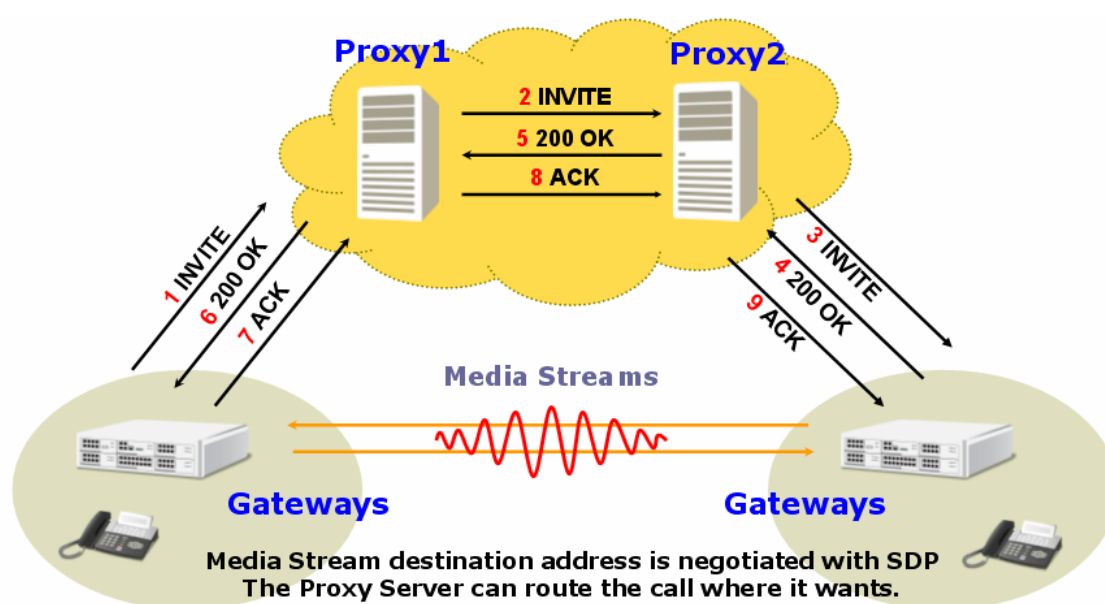 Proxy1
Proxy2
2 INVITE
5 200 OK
8 ACK
1 INVITE
6 200 OK
7 ACK
3 INVITE
4 200 OK
9 ACK
Media Streams
Gateways
Gateways
Media Stream destination address is negotiated with SDP
The Proxy Server can route the call where it wants.